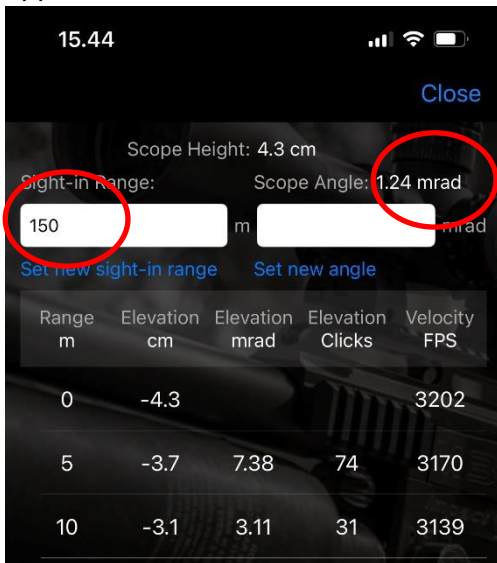 15.44
Close
Scope Height: 4.3 cm
Sight-in Range: Scope Angle: 1.24 mrad
150 m mrad
Set new sight-in range Set new angle
Range Elevation Elevation Elevation Velocity
m cm mrad Clicks FPS
0 -4.3 3202
5 -3.7 7.38 74 3170
10 -3.1 3.11 31 3139